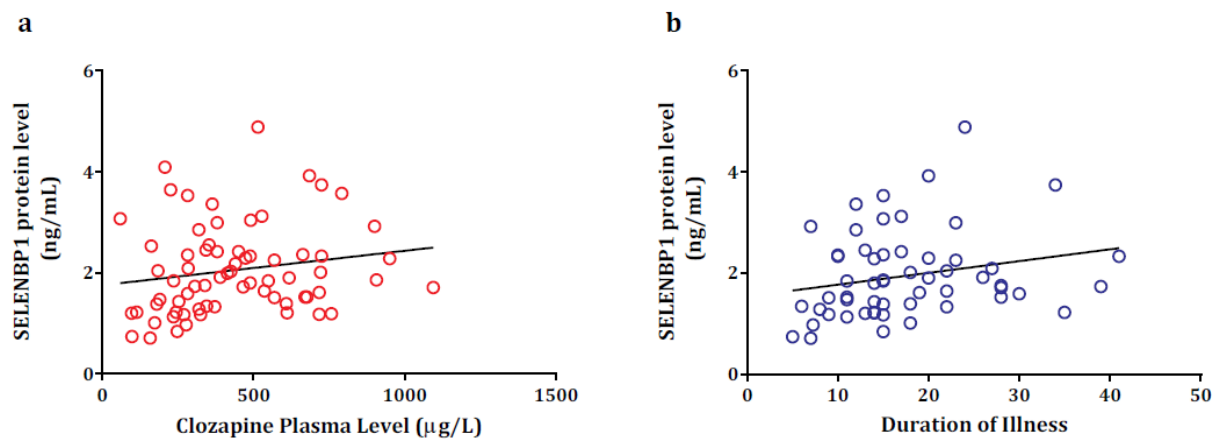 a
SELENBP1 protein level
(ng/mL)
6
4
2
0
0
500
1000
1500
Clozapine Plasma Level (μg/L)
b
SELENBP1 protein level
(ng/mL)
6
4
2
0
0
10
20
30
40
50
Duration of Illness